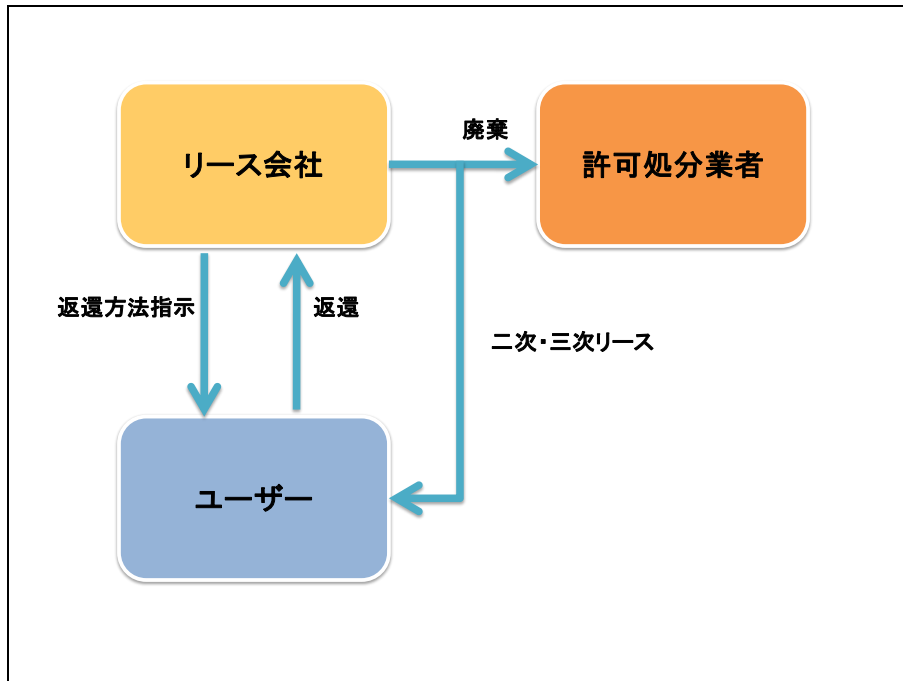 廃棄
リース会社
許可処分業者
返還方法指示
返還
二次・三次リース
ユーザー